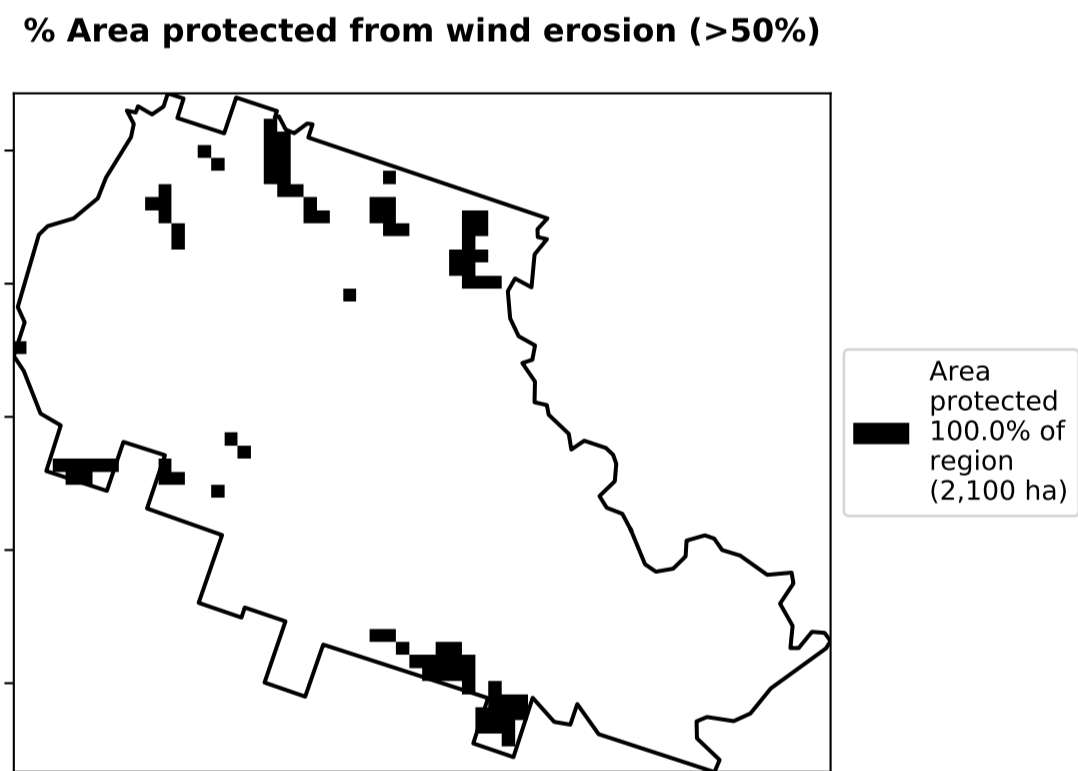 % Area protected from wind erosion (>50%)
Area
protected
100.0% of
region
(2,100 ha)